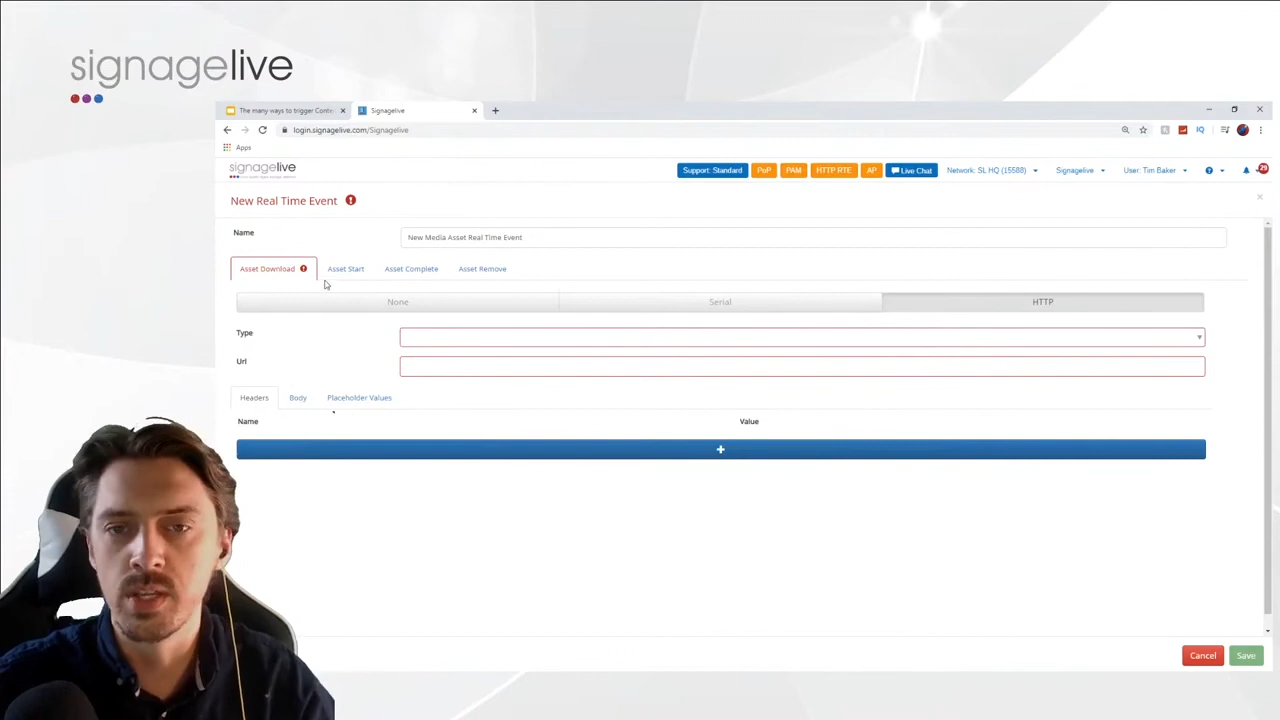 signagelive
The many ways to trigger Conte
Signagelive
login.signagelive.com/Signagelive
Apps
signagelive
Support: Standard
PoP
PAM
HTTP RTE
AP
Live Chat
Network: SL HQ (15588)
Signagelive
User: Tim Baker
29
New Real Time Event
Name
New Media Asset Real Time Event
Asset Download
Asset Start
Asset Complete
Asset Remove
None
Serial
HTTP
Type
Url
Headers
Body
Placeholder Values
Name
Value
Cancel
Save